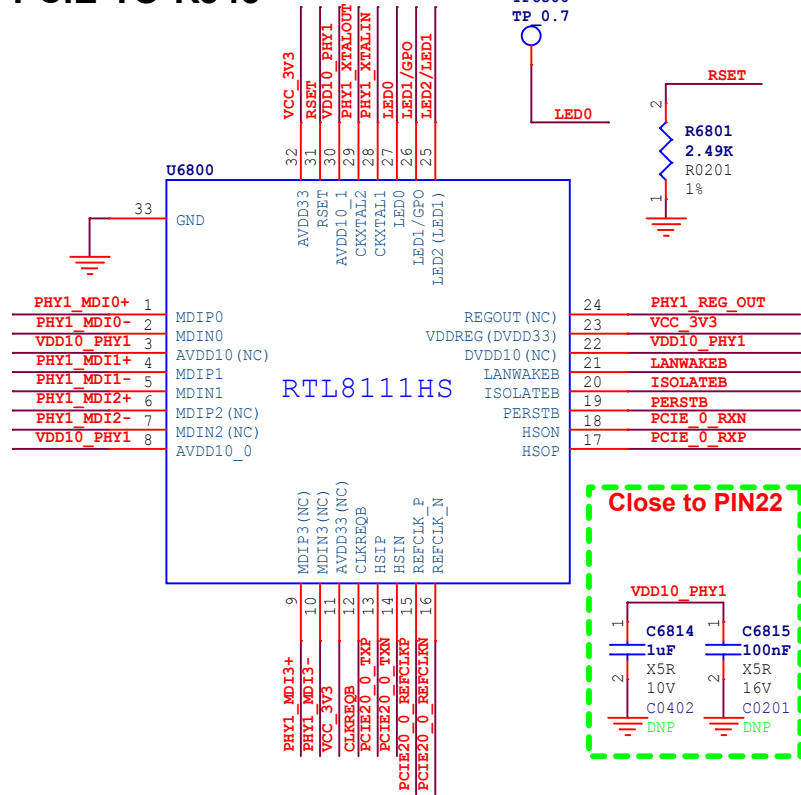 TP_0.7
LED0
RSET
2
R6801
2.49K
R0201
1%
1
VCC_3V3
RSET
VDD10_PHY1
PHY1_XTALOUT
PHY1_XTALIN
LED0
LED1/GPO
LED2/LED1
32
31
30
29
28
27
26
25
U6800
AVDD33
RSET
AVDD10_1
CKXTAL2
CKXTAL1
LED0
LED1/GPO
LED2(LED1)
33
GND
PHY1_MDI0+ 1 MDIP0
PHY1_MDI0- 2 MDIN0
VDD10_PHY1 3 AVDD10(NC)
PHY1_MDI1+ 4 MDIP1
PHY1_MDI1- 5 MDIN1
PHY1_MDI2+ 6 MDIP2(NC)
PHY1_MDI2- 7 MDIN2(NC)
VDD10_PHY1 8 AVDD10_0
RTL8111HS
REGOUT(NC) 24 PHY1_REG_OUT
VDDREG(DVDD33) 23 VCC_3V3
DVDD10(NC) 22 VDD10_PHY1
LANWAKEB 21 LANWAKEB
ISOLATEB 20 ISOLATEB
PERSTB 19 PERSTB
HSON 18 PCIE_0_RXN
HSOP 17 PCIE_0_RXP
MDIP3(NC)
MDIN3(NC)
AVDD33(NC)
CLKREQB
HSIP
HSIN
REFCLK_P
REFCLK_N
9
10
11
12
13
14
15
16
PHY1_MDI3+
PHY1_MDI3-
VCC_3V3
CLKREQB
PCIE20_0_TXP
PCIE20_0_TXN
PCIE20_0_REFCLKP
PCIE20_0_REFCLKN
Close to PIN22
VDD10_PHY1
1
C6814
1uF
X5R
10V
C0402
DNP
2
1
C6815
100nF
X5R
16V
C0201
DNP
2